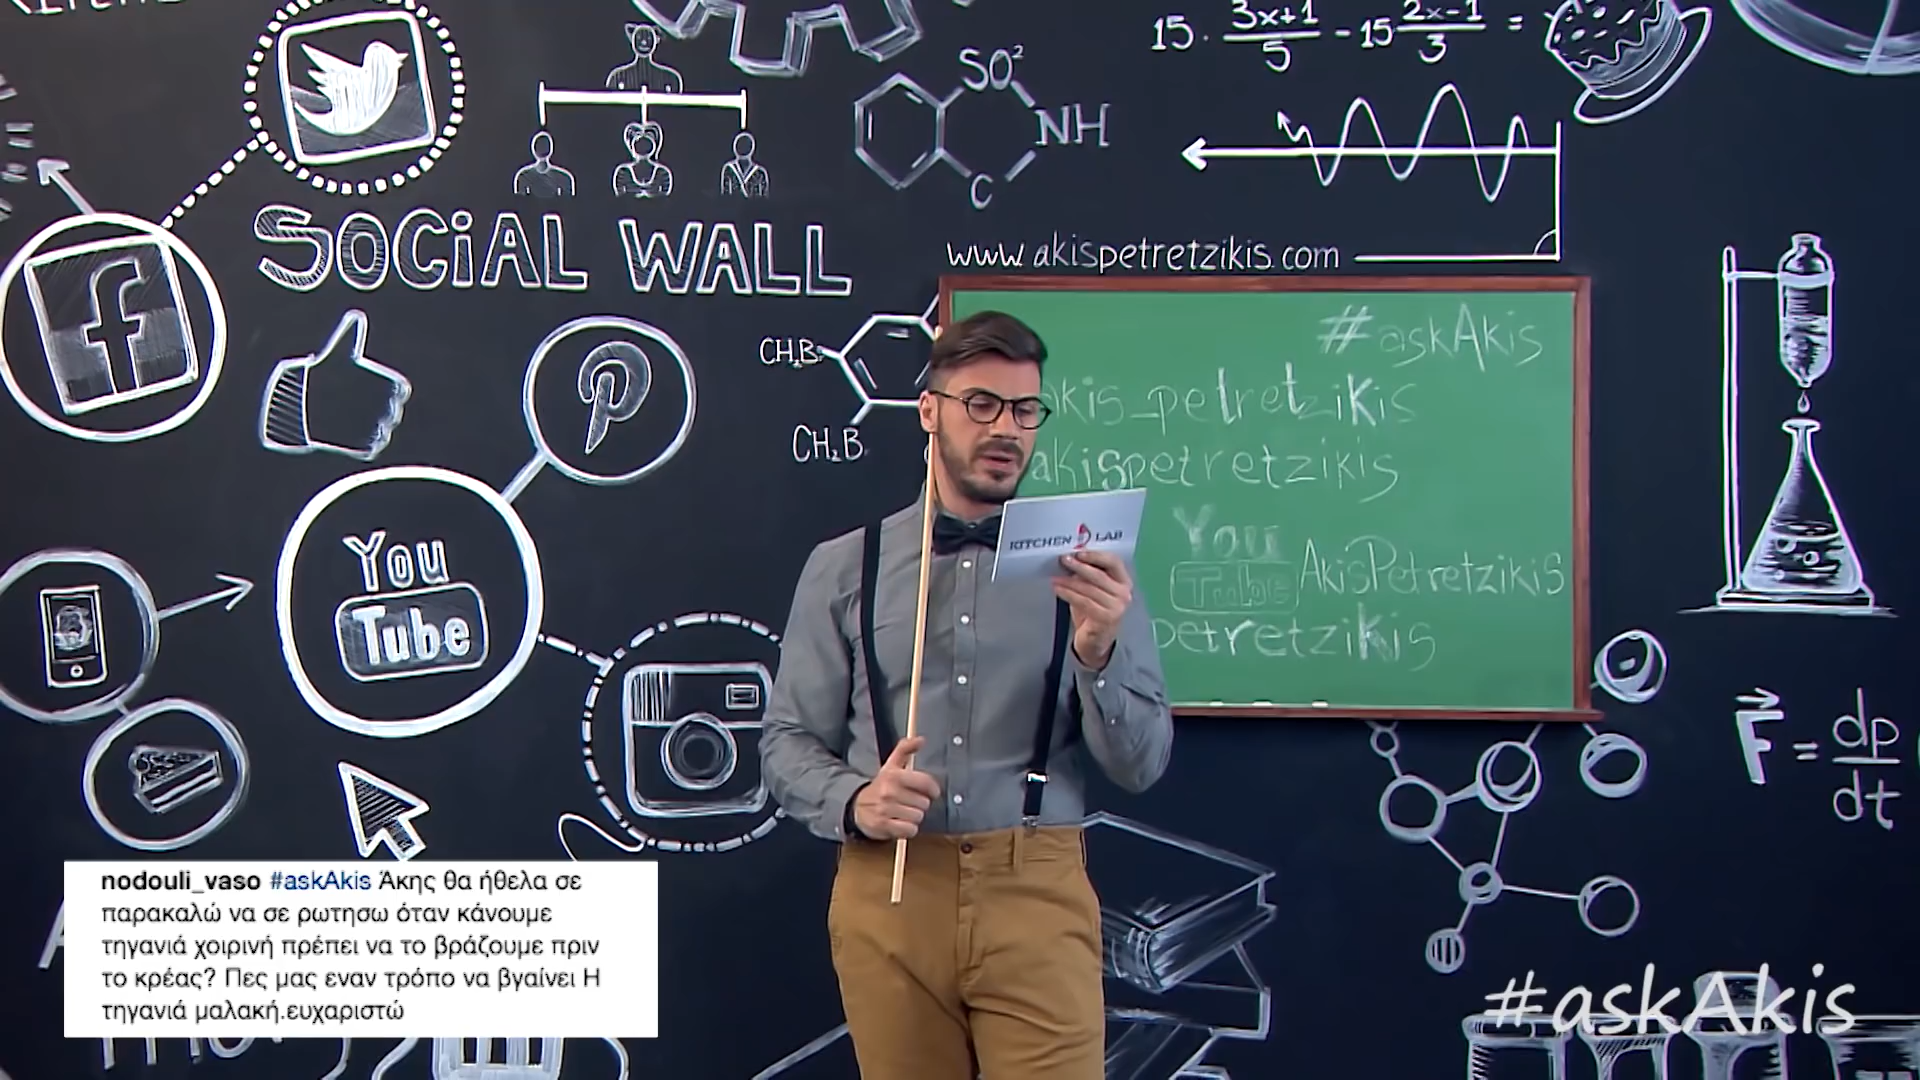 15. 3x+1/5 - 15 2x-1/3 =
SO²
NH
C
SOCiAL WALL
www.akispetretzikis.com
f
CH₂B
CH₂B
#askAkis
akis_petretzikis
akispetretzikis
You
Tube AkisPetretzikis
petretzikis
KITCHEN LAB
You
Tube
F = dp/dt
nodouli_vaso #askAkis Άκης θα ήθελα σε
παρακαλώ να σε ρωτησω όταν κάνουμε
τηγανιά χοιρινή πρέπει να το βράζουμε πριν
το κρέας? Πες μας εναν τρόπο να βγαίνει Η
τηγανιά μαλακή.ευχαριστώ
#askAkis